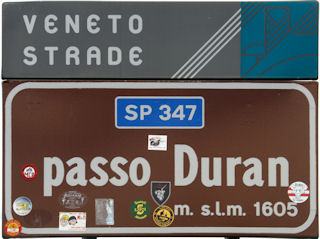 VENETO
STRADE
SP 347
passo Duran
m. s.l.m. 1605